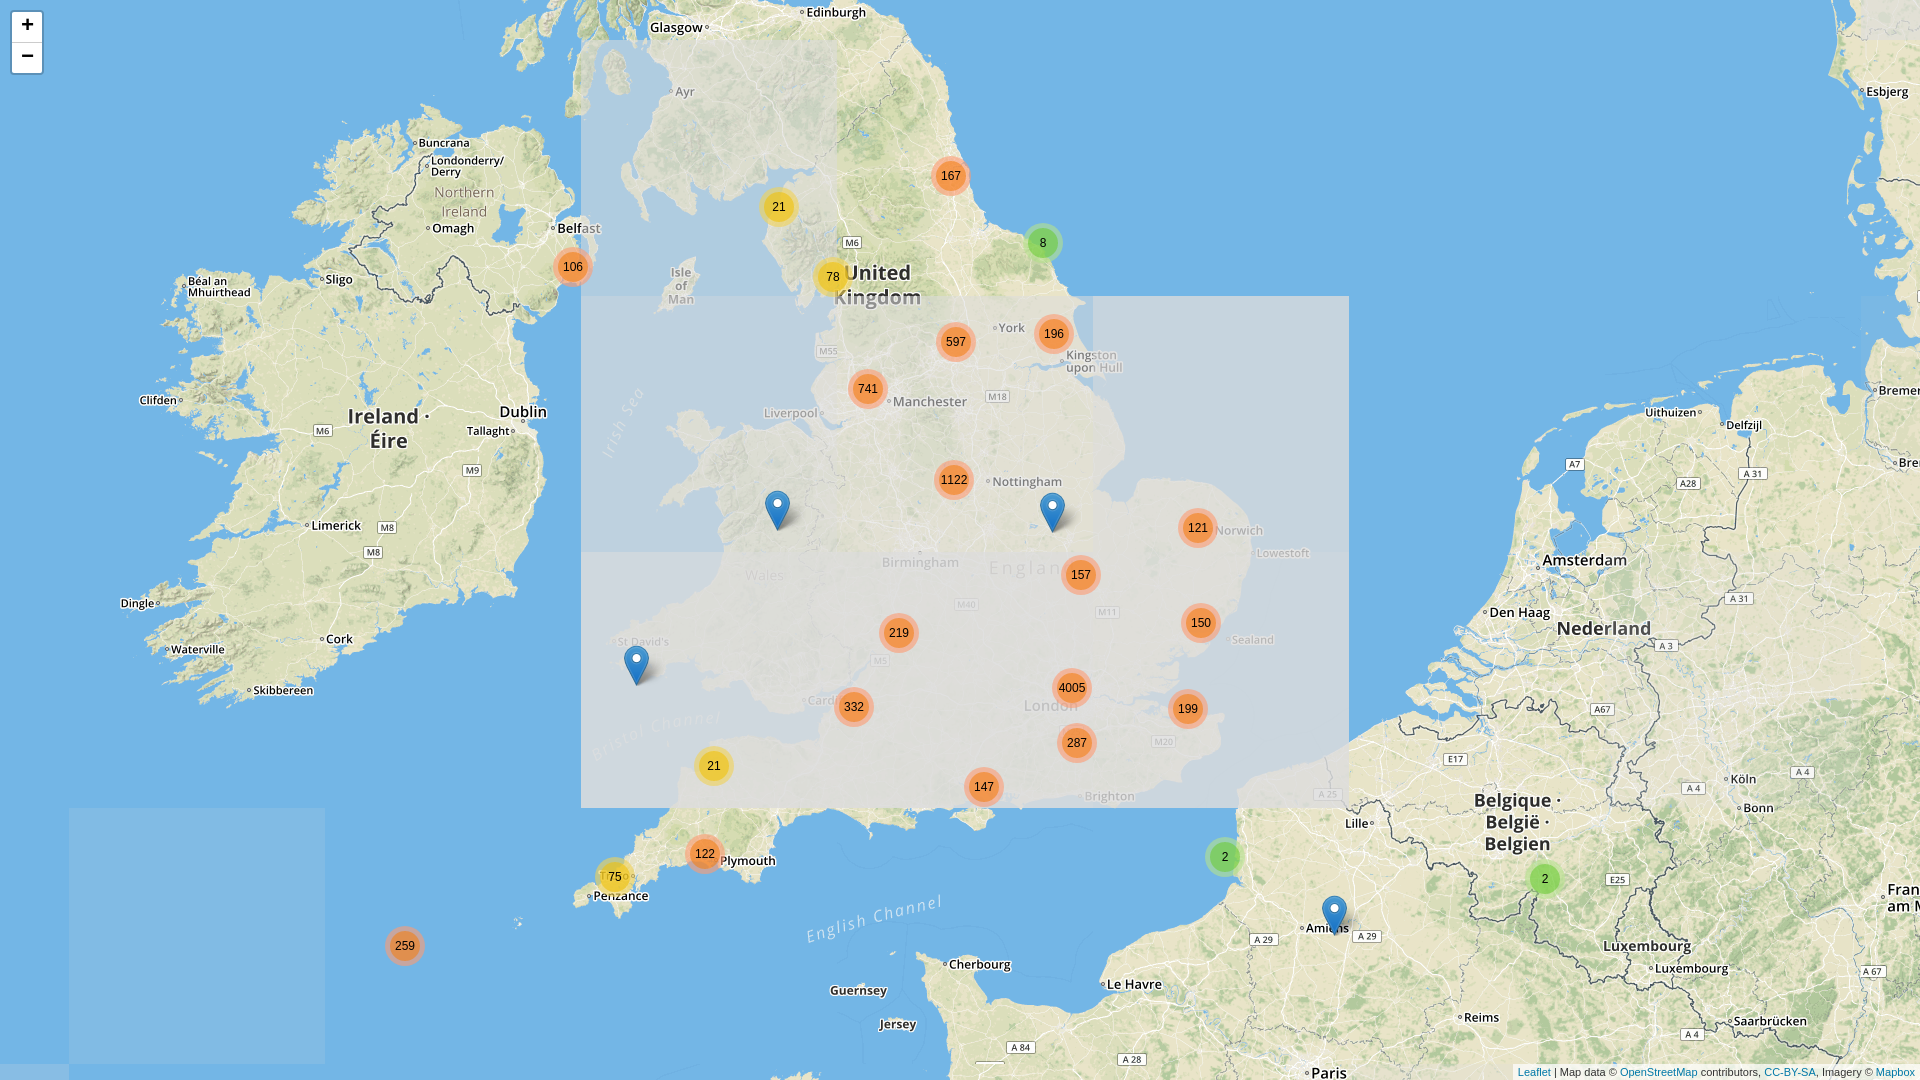 +
−
Edinburgh
Glasgow
Ayr
Esbjerg
Buncrana
Londonderry/
Derry
Northern
Ireland
Omagh
Belfast
167
21
M6
8
106
78
United
Kingdom
Isle
of
Man
Sligo
Béal an
Mhuirthead
York
196
597
M55
Kingston
upon Hull
741
Manchester
M18
Liverpool
Irish Sea
Clifden
Dublin
Ireland ·
Éire
M6
Tallaght
M9
Uithuizen
Delfzijl
Bremer
Bre
A7
A 31
A28
1122
Nottingham
Limerick
M8
M8
121
Norwich
Lowestoft
Birmingham
Englan
157
Wales
Amsterdam
A 31
M40
M11
Dingle
Den Haag
Nederland
219
150
Sealand
Cork
Waterville
St David's
M5
A 3
Skibbereen
4005
London
199
Cardi
332
A67
Bristol Channel
287
M20
E17
21
147
Brighton
A 25
Köln
A 4
A 4
Bonn
Belgique ·
België ·
Belgien
Lille
122
Plymouth
2
75
Penzance
2
E25
Fran
am M
English Channel
Amiens
A 29
A 29
259
Luxembourg
Luxembourg
A 67
Cherbourg
Le Havre
Guernsey
Jersey
Reims
Saarbrücken
A 4
A 84
A 28
Paris
Leaflet | Map data © OpenStreetMap contributors, CC-BY-SA, Imagery © Mapbox